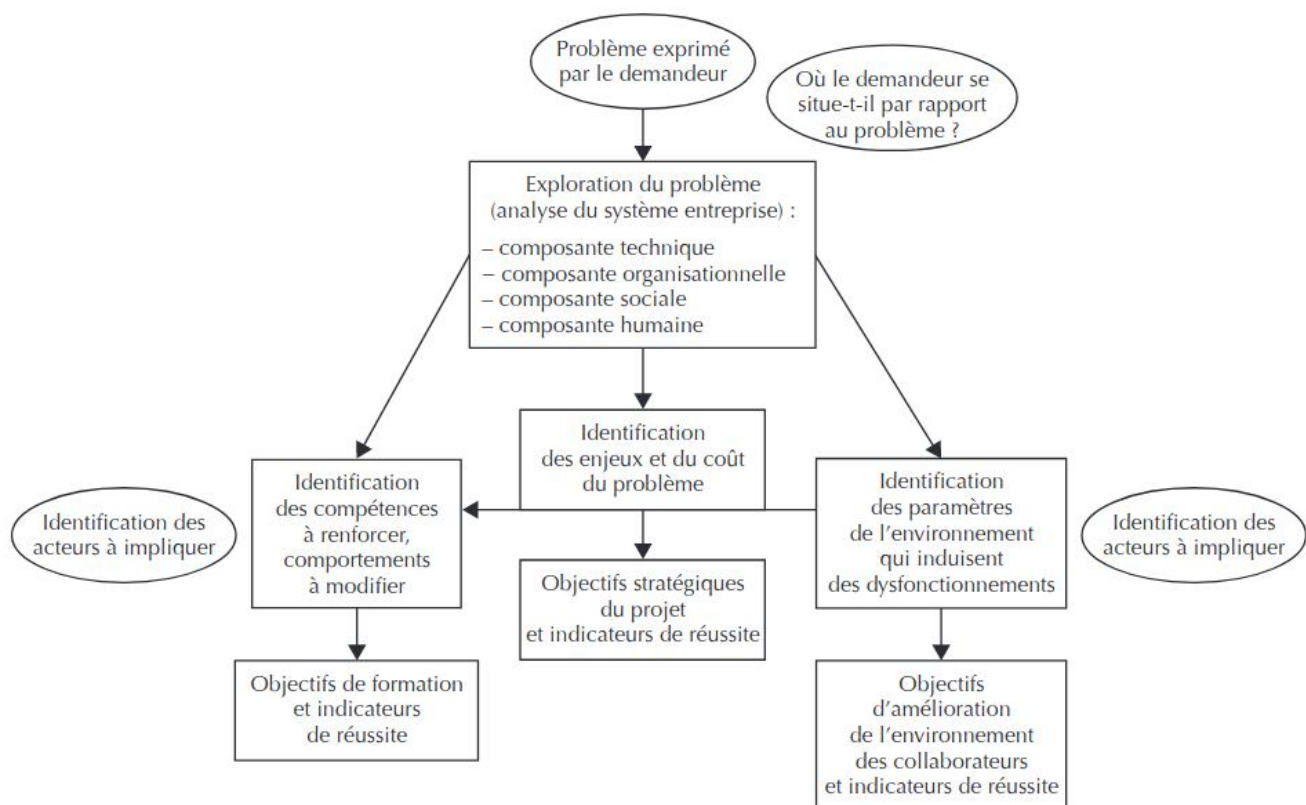 Problème exprimé
par le demandeur
Où le demandeur se
situe-t-il par rapport
au problème ?
Exploration du problème
(analyse du système entreprise) :
– composante technique
– composante organisationnelle
– composante sociale
– composante humaine
Identification
des enjeux et du coût
du problème
Identification des
acteurs à impliquer
Identification
des compétences
à renforcer,
comportements
à modifier
Identification
des paramètres
de l’environnement
qui induisent
des dysfonctionnements
Identification des
acteurs à impliquer
Objectifs stratégiques
du projet
et indicateurs de réussite
Objectifs de formation
et indicateurs
de réussite
Objectifs
d’amélioration
de l’environnement
des collaborateurs
et indicateurs de réussite